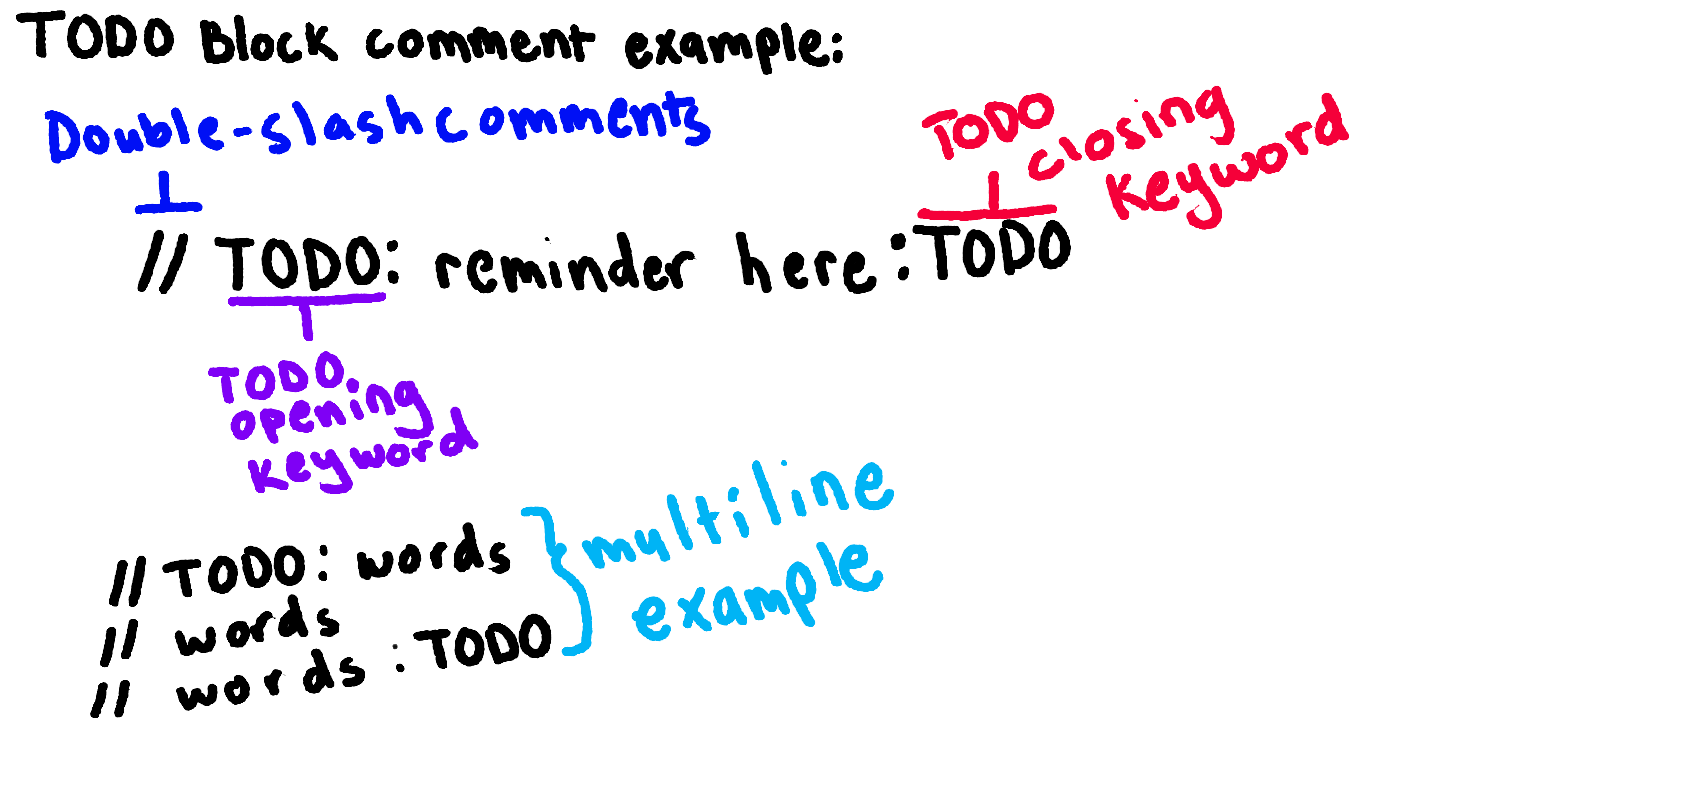 TODO Block comment example:
Double-slash comments
TODO
closing
keyword
// TODO: reminder here :TODO
TODO
opening
keyword
// TODO: words
// words
// words :TODO
multiline
example